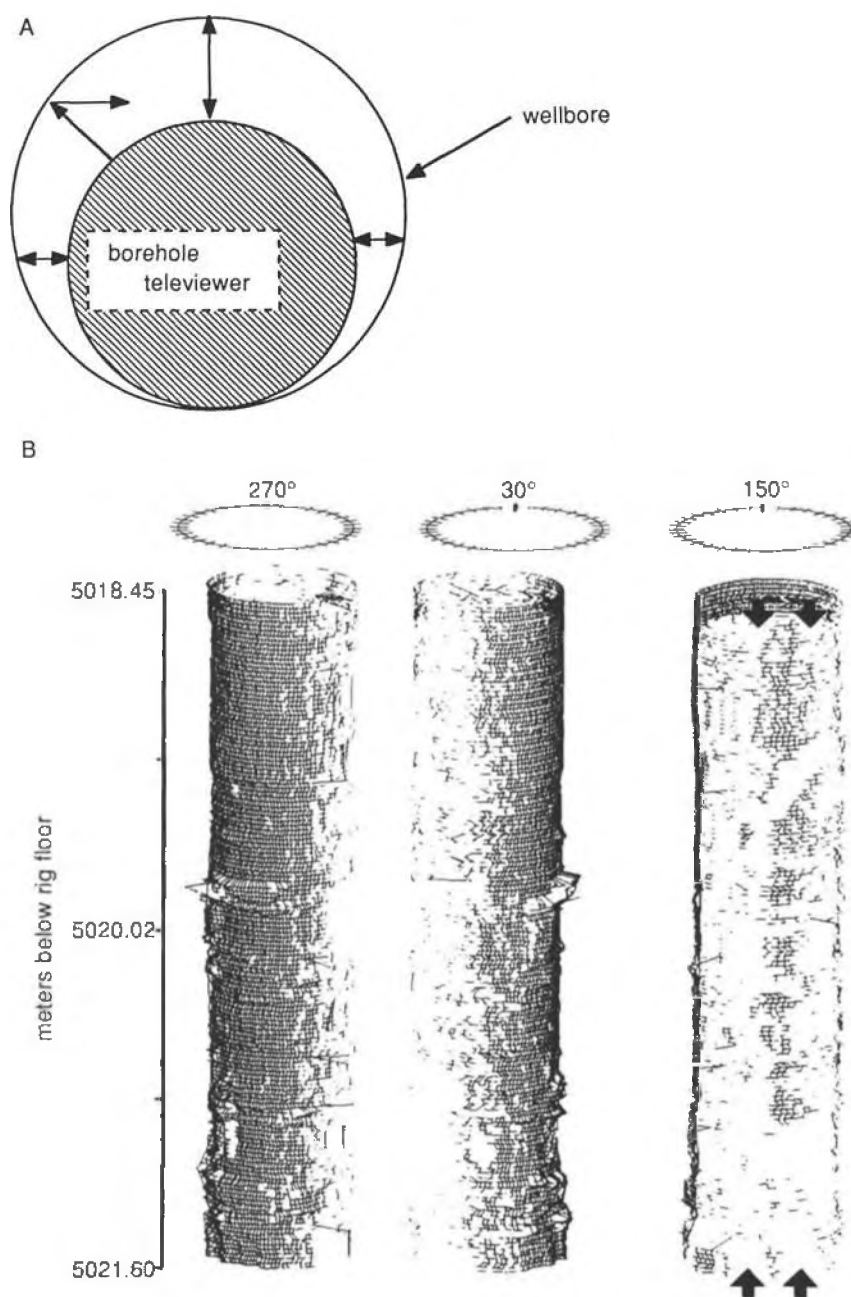 A
wellbore
borehole
televiewer
B
270°
30°
150°
5018.45
5020.02
5021.60
meters below rig floor